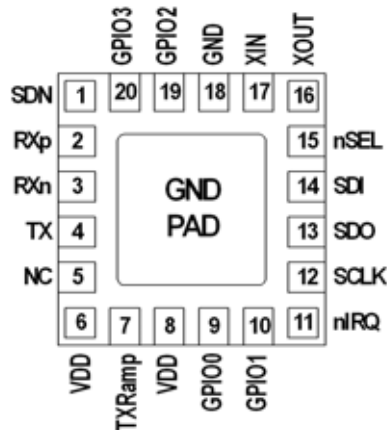 GPIO3 GPIO2 GND XIN XOUT
SDN 1 20 19 18 17 16
RXp 2 15 nSEL
RXn 3 GND 14 SDI
TX 4 PAD 13 SDO
NC 5 12 SCLK
6 7 8 9 10 11 nIRQ
VDD TXRamp VDD GPIO0 GPIO1